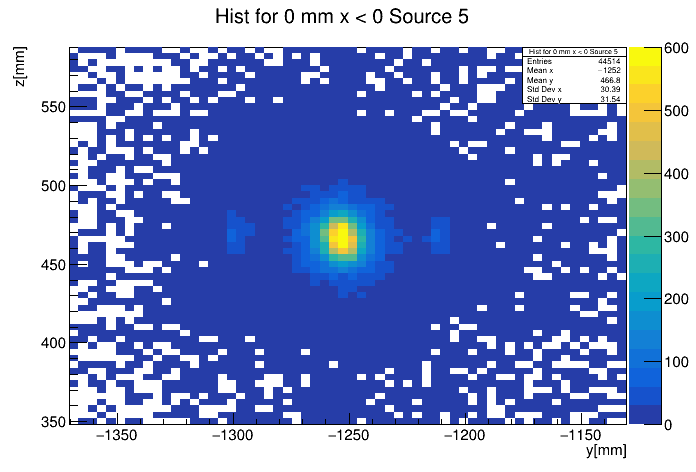 Hist for 0 mm x < 0 Source 5
z[mm]
Hist for 0 mm x < 0 Source 5
Entries 44514
Mean x −1252
Mean y 466.8
Std Dev x 30.39
Std Dev y 31.54
550
500
450
400
350
−1350 −1300 −1250 −1200 −1150
y[mm]
600
500
400
300
200
100
0